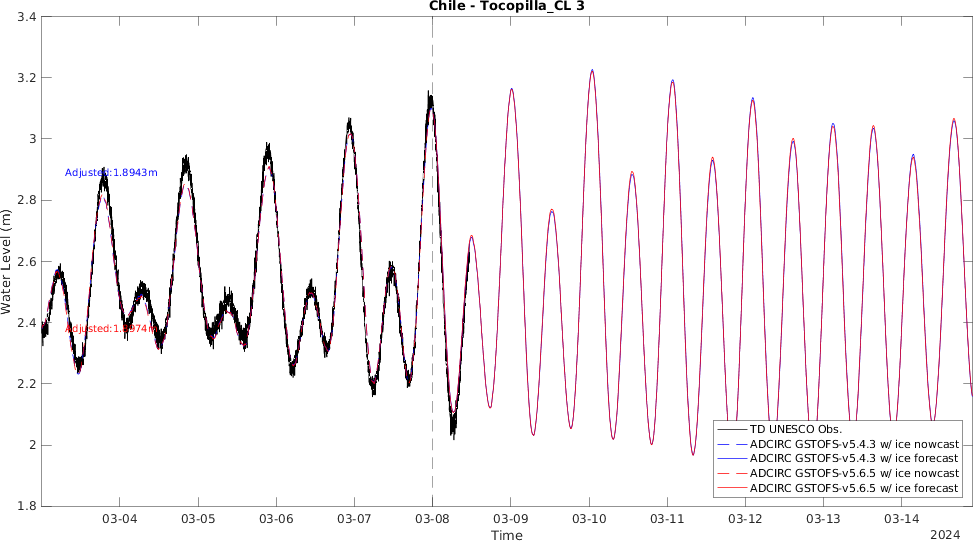 Chile - Tocopilla_CL 3
3.4
3.2
3
2.8
2.6
2.4
2.2
2
1.8
Water Level (m)
Adjusted:1.8943m
TD UNESCO Obs.
ADCIRC GSTOFS-v5.4.3 w/ ice nowcast
ADCIRC GSTOFS-v5.4.3 w/ ice forecast
ADCIRC GSTOFS-v5.6.5 w/ ice nowcast
ADCIRC GSTOFS-v5.6.5 w/ ice forecast
03-04 03-05 03-06 03-07 03-08 03-09 03-10 03-11 03-12 03-13 03-14
Time
2024